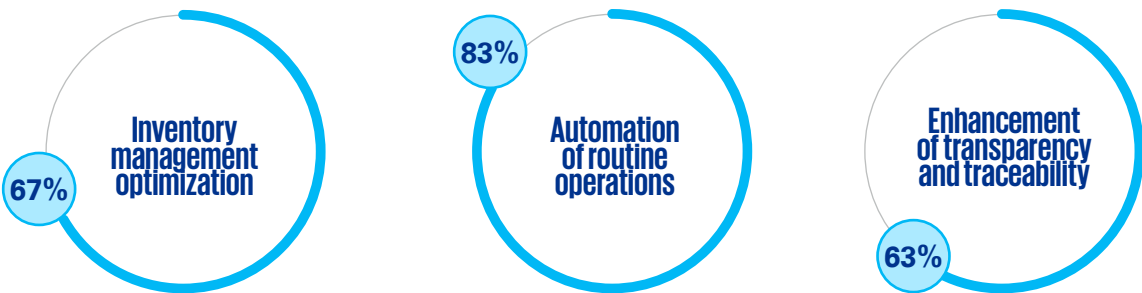 67%
Inventory
management
optimization
83%
Automation
of routine
operations
63%
Enhancement
of transparency
and traceability